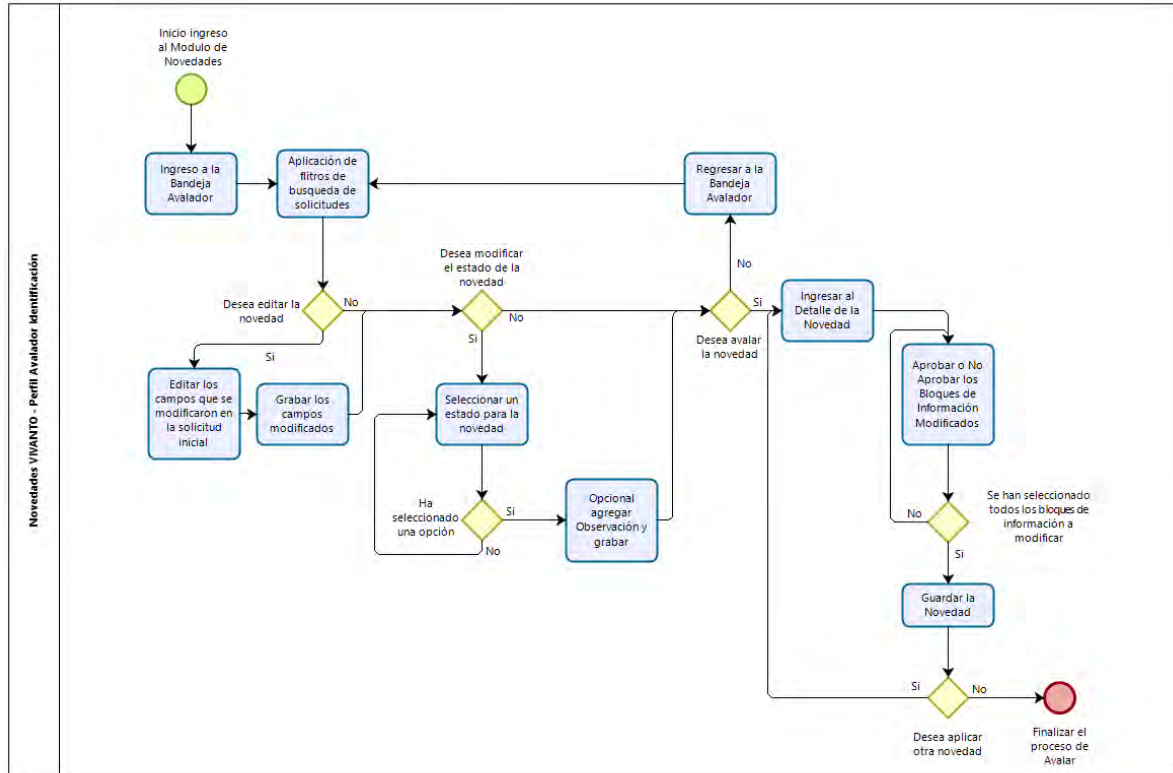 Novedades VIVANTO - Perfil Avalador Identificación
Inicio ingreso
al Modulo de
Novedades
Ingreso a la
Bandeja
Avalador
Aplicación de
flitros de
busqueda de
solicitudes
Regresar a la
Bandeja
Avalador
Desea editar la
novedad
No
Si
Desea modificar
el estado de la
novedad
No
Si
Desea avalar
la novedad
No
Si
Ingresar al
Detalle de la
Novedad
Editar los
campos que se
modificaron en
la solicitud
inicial
Grabar los
campos
modificados
Seleccionar un
estado para la
novedad
Aprobar o No
Aprobar los
Bloques de
Información
Modificados
Ha
seleccionado
una opción
Si
No
Opcional
agregar
Observación y
grabar
Se han seleccionado
todos los bloques de
información a
modificar
No
Si
Guardar la
Novedad
Si
No
Desea aplicar
otra novedad
Finalizar el
proceso de
Avalar